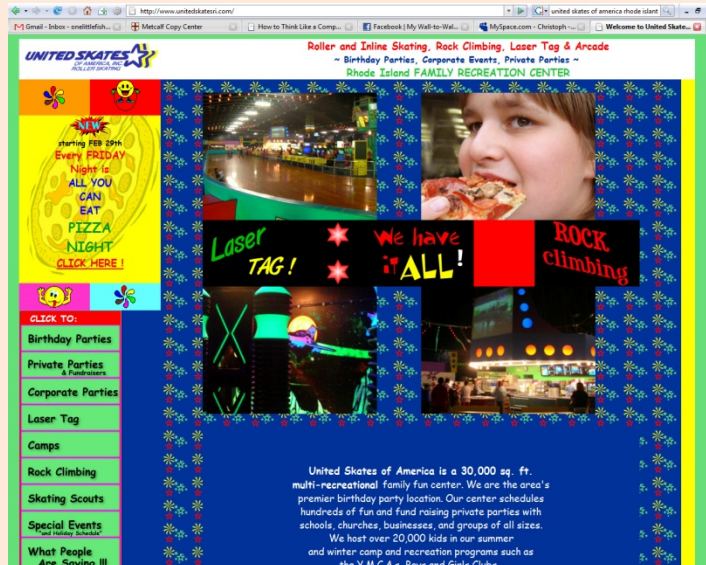 http://www.unitedskatesri.com/
united skates of america rhode island
Gmail - Inbox - onelittlefish...
Metcalf Copy Center
How to Think Like a Comp...
Facebook | My Wall-to-Wal...
MySpace.com - Christoph -...
Welcome to United Skate...
UNITED SKATES
OF AMERICA, INC.
ROLLER SKATING
Roller and Inline Skating, Rock Climbing, Laser Tag & Arcade
~ Birthday Parties, Corporate Events, Private Parties ~
Rhode Island FAMILY RECREATION CENTER
NEW
starting FEB 29th
Every FRIDAY
Night is
ALL YOU
CAN
EAT
PIZZA
NIGHT
CLICK HERE !
Laser
TAG !
We have
it ALL!
ROCK
climbing
CLICK TO:
Birthday Parties
Private Parties
& Fundraisers
Corporate Parties
Laser Tag
Camps
Rock Climbing
Skating Scouts
Special Events
"and Holiday Schedule"
What People
Are Saying !!!
United Skates of America is a 30,000 sq. ft.
multi-recreational family fun center. We are the area's
premier birthday party location. Our center schedules
hundreds of fun and fund raising private parties with
schools, churches, businesses, and groups of all sizes.
We host over 20,000 kids in our summer
and winter camp and recreation programs such as
the Y.M.C.A.s, Boys and Girls Clubs,